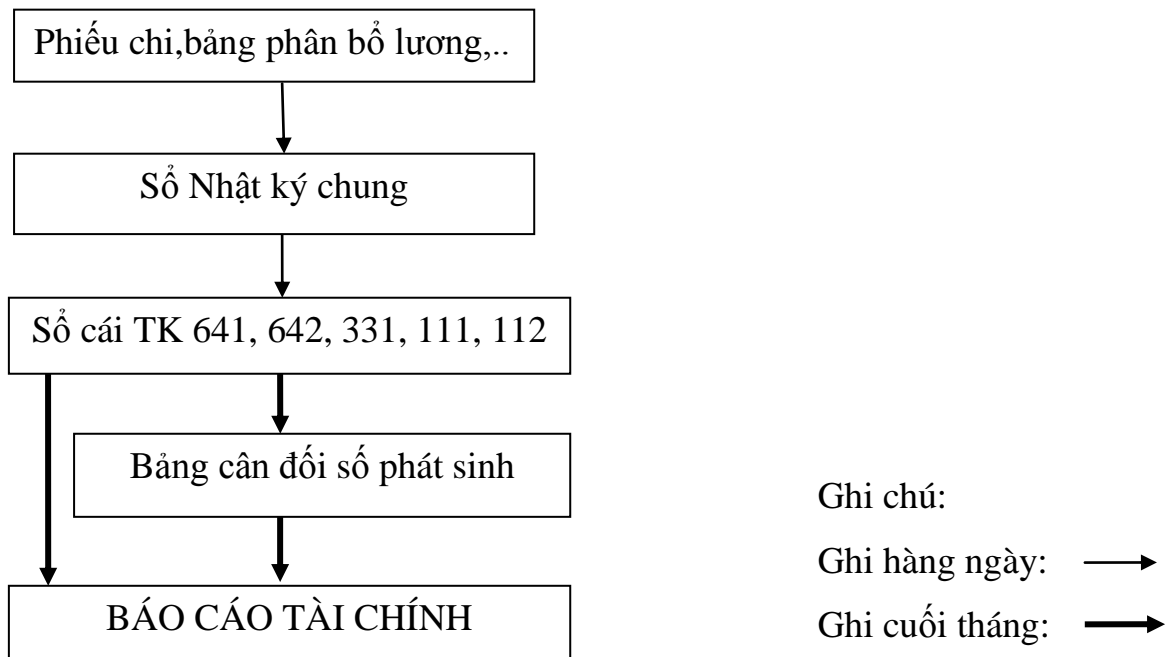 Phiếu chi,bảng phân bổ lương,..
Sổ Nhật ký chung
Sổ cái TK 641, 642, 331, 111, 112
Bảng cân đối số phát sinh
BÁO CÁO TÀI CHÍNH
Ghi chú:
Ghi hàng ngày:
Ghi cuối tháng: